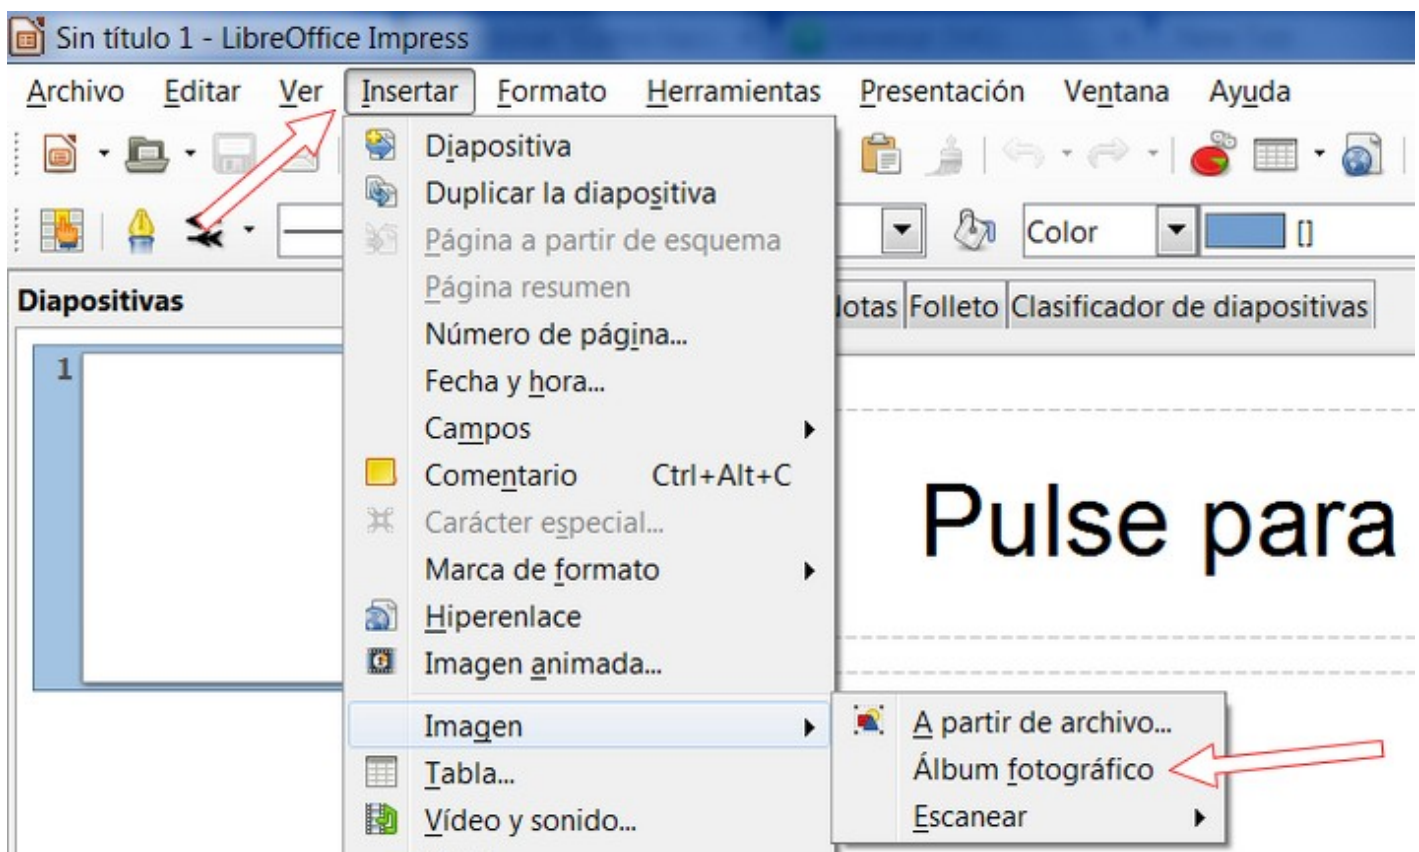 Sin título 1 - LibreOffice Impress
Archivo Editar Ver Insertar Formato Herramientas Presentación Ventana Ayuda
Color []
Diapositivas
1
Diapositiva
Duplicar la diapositiva
Página a partir de esquema
Página resumen
Número de página...
Fecha y hora...
Campos
Comentario Ctrl+Alt+C
Carácter especial...
Marca de formato
Hiperenlace
Imagen animada...
Imagen
Tabla...
Vídeo y sonido...
A partir de archivo...
Álbum fotográfico
Escanear
otas Folleto Clasificador de diapositivas
Pulse para